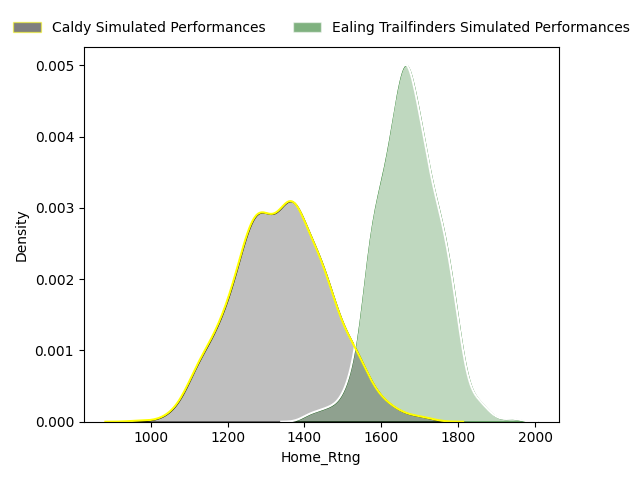 Caldy Simulated Performances Ealing Trailfinders Simulated Performances
0.005
0.004
0.003
0.002
0.001
0.000
Density
1000 1200 1400 1600 1800 2000
Home_Rtng